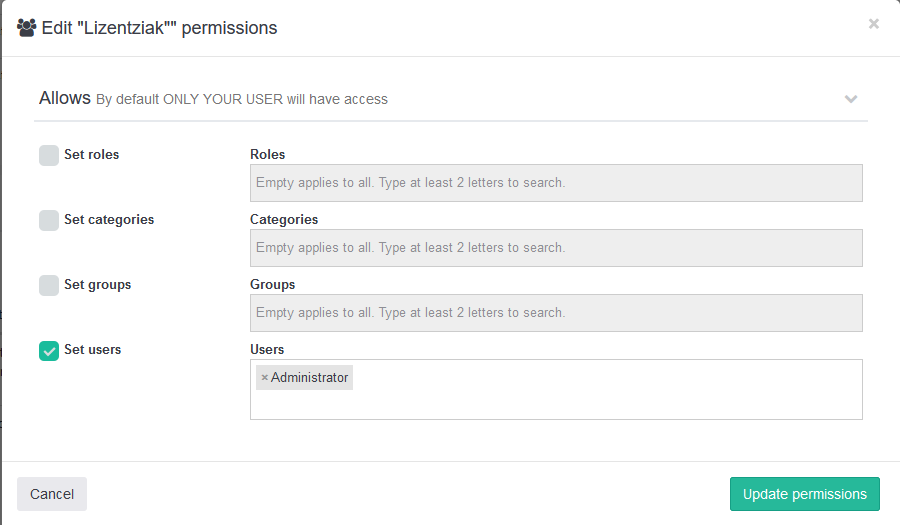 Edit "Lizentziak"" permissions
×
Allows By default ONLY YOUR USER will have access
Set roles
Roles
Empty applies to all. Type at least 2 letters to search.
Set categories
Categories
Empty applies to all. Type at least 2 letters to search.
Set groups
Groups
Empty applies to all. Type at least 2 letters to search.
Set users
Users
× Administrator
Cancel
Update permissions